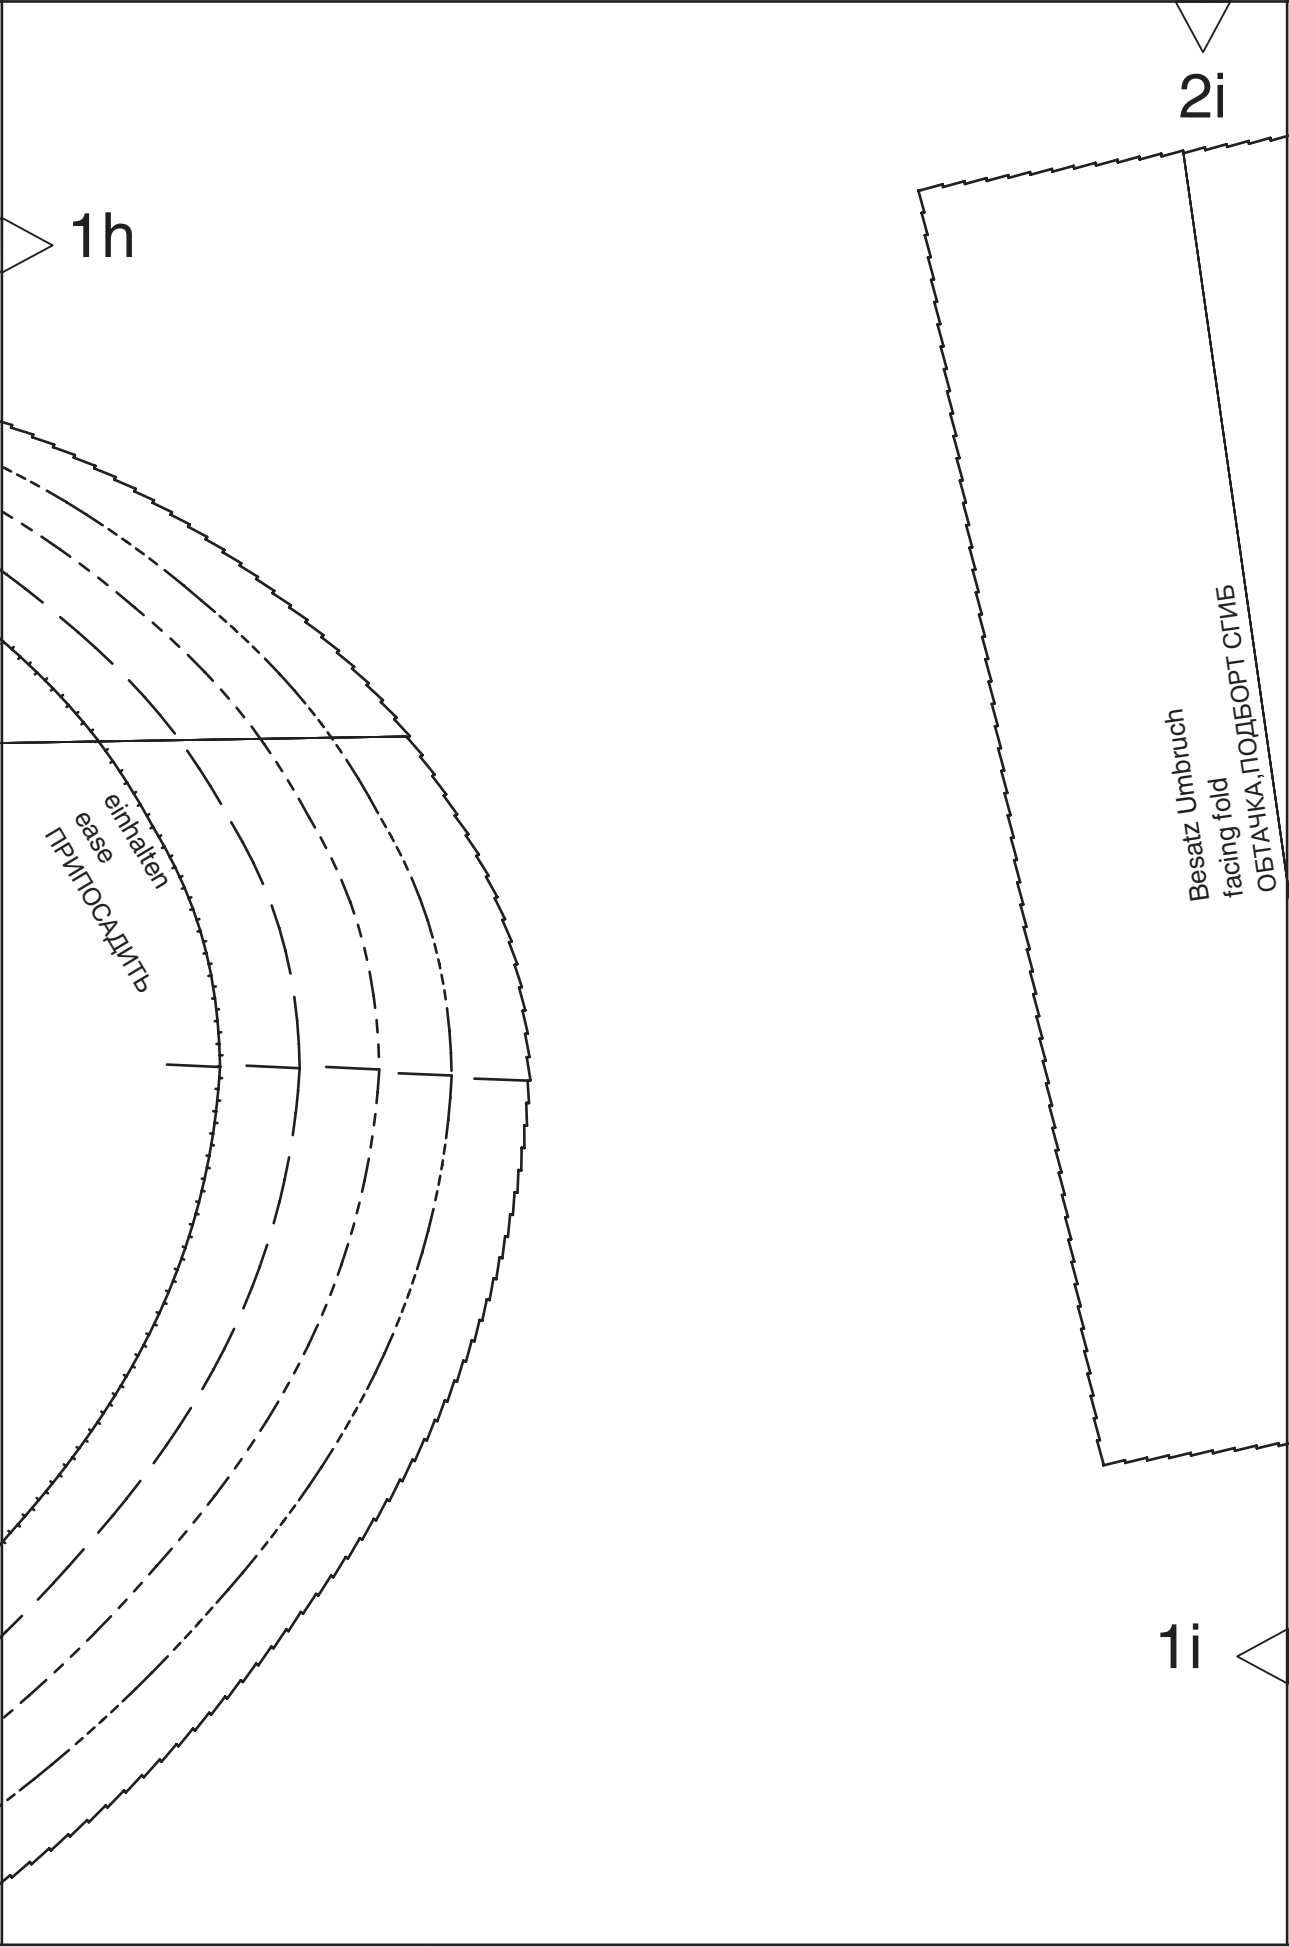 2i
1h
Besatz Umbruch
facing fold
ОБТАЧКА,ПОДБОРТ СГИБ
einhalten
ease
ПРИПОСАДИТЬ
1i